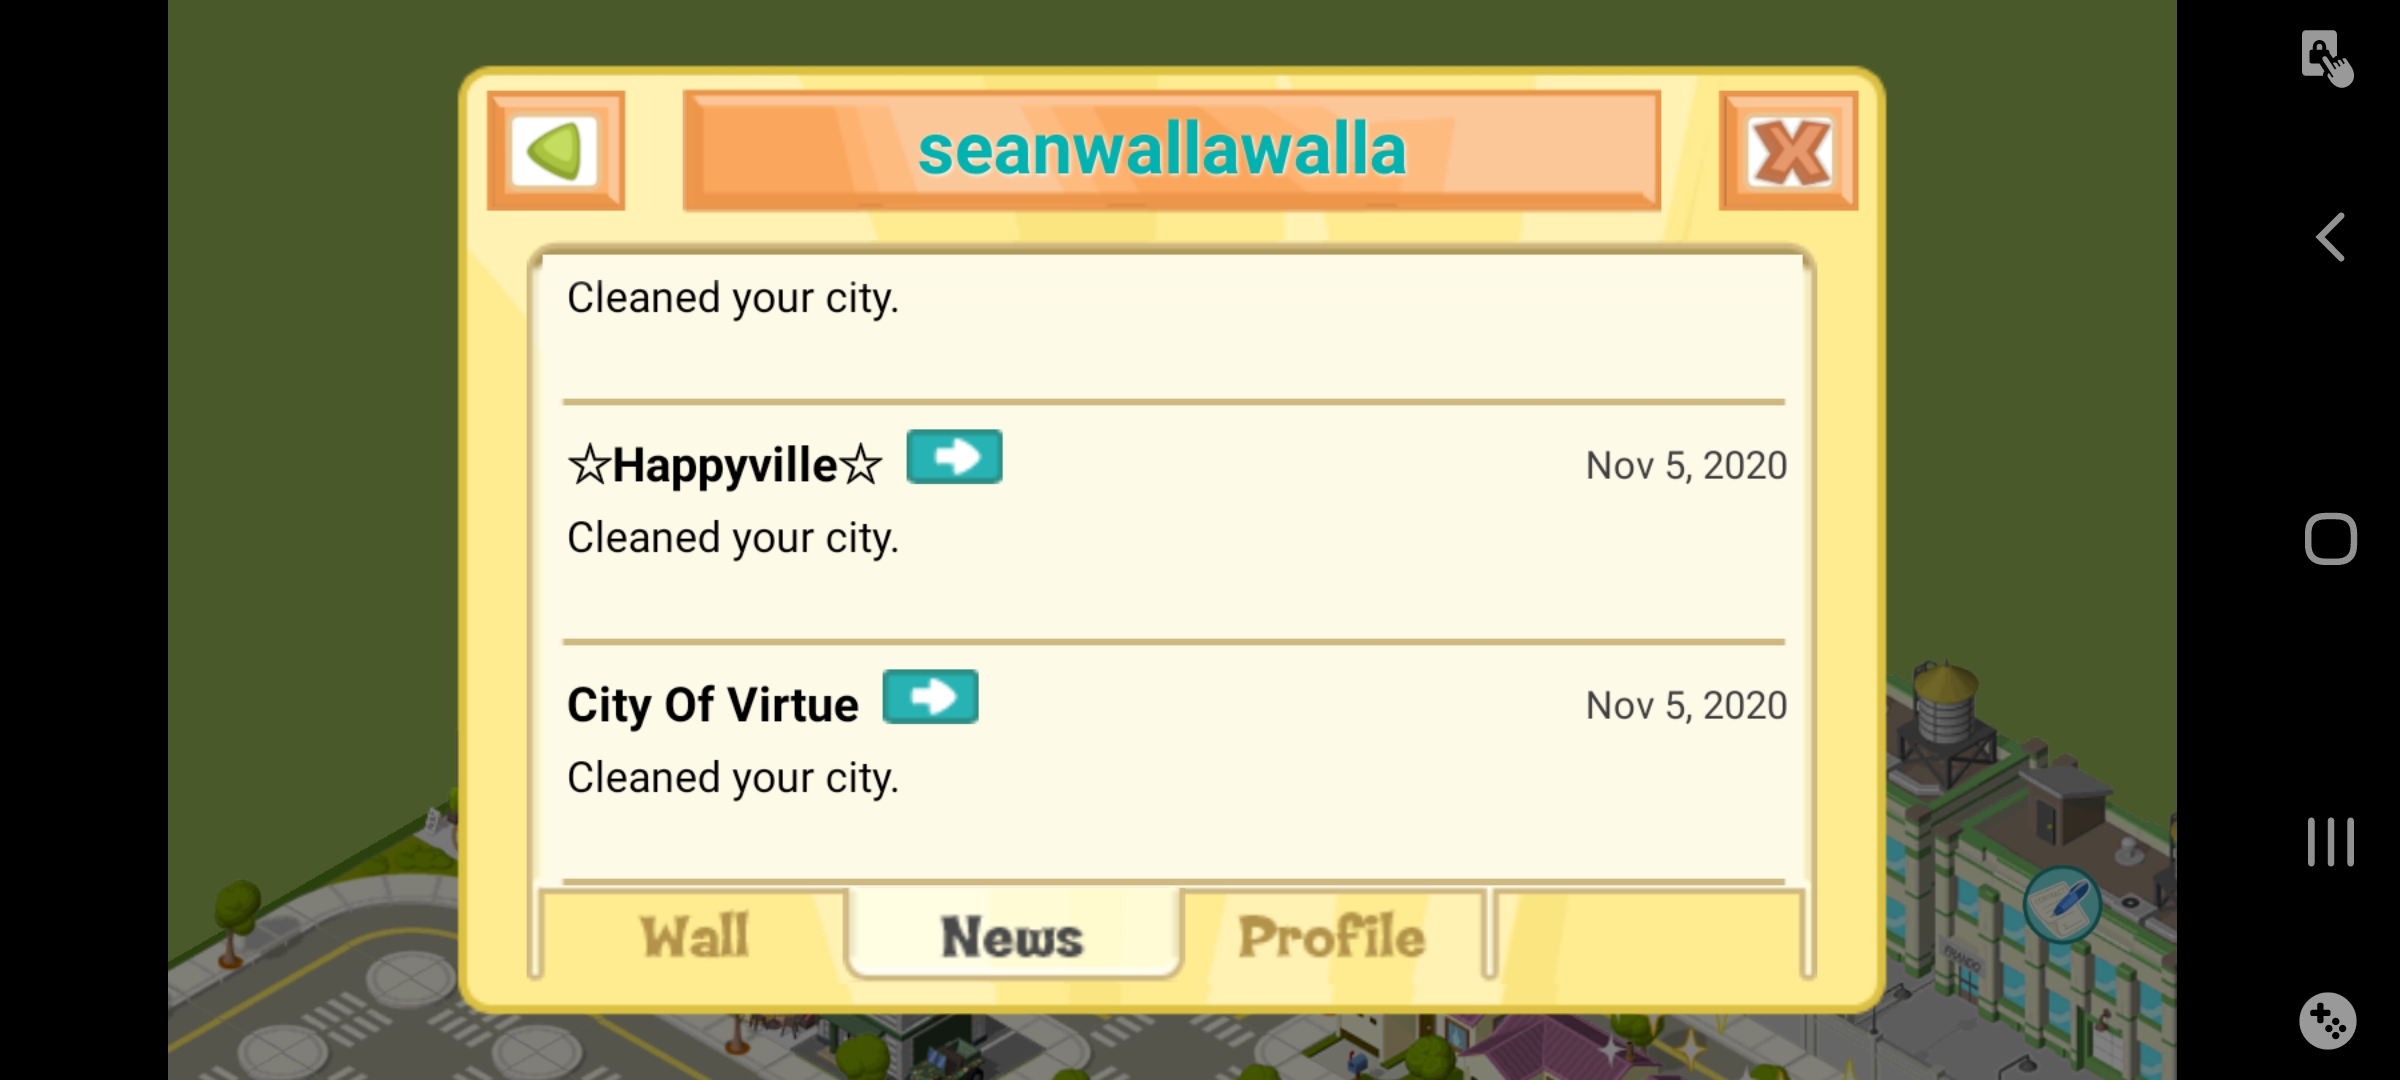 seanwallawalla
Cleaned your city.
☆Happyville☆
Nov 5, 2020
Cleaned your city.
City Of Virtue
Nov 5, 2020
Cleaned your city.
Wall
News
Profile